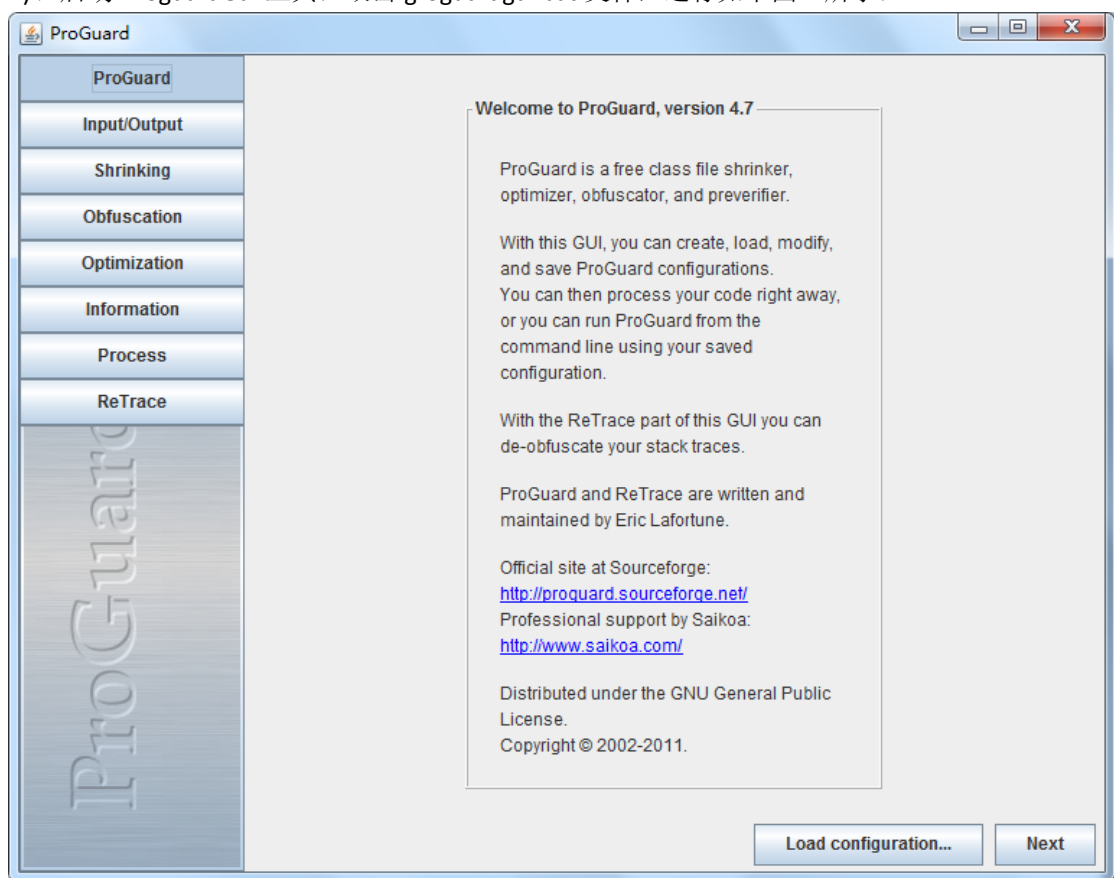 ProGuard
ProGuard
Input/Output
Shrinking
Obfuscation
Optimization
Information
Process
ReTrace
ProGuard
Welcome to ProGuard, version 4.7
ProGuard is a free class file shrinker,
optimizer, obfuscator, and preverifier.
With this GUI, you can create, load, modify,
and save ProGuard configurations.
You can then process your code right away,
or you can run ProGuard from the
command line using your saved
configuration.
With the ReTrace part of this GUI you can
de-obfuscate your stack traces.
ProGuard and ReTrace are written and
maintained by Eric Lafortune.
Official site at Sourceforge:
http://proguard.sourceforge.net/
Professional support by Saikoa:
http://www.saikoa.com/
Distributed under the GNU General Public
License.
Copyright © 2002-2011.
Load configuration...
Next